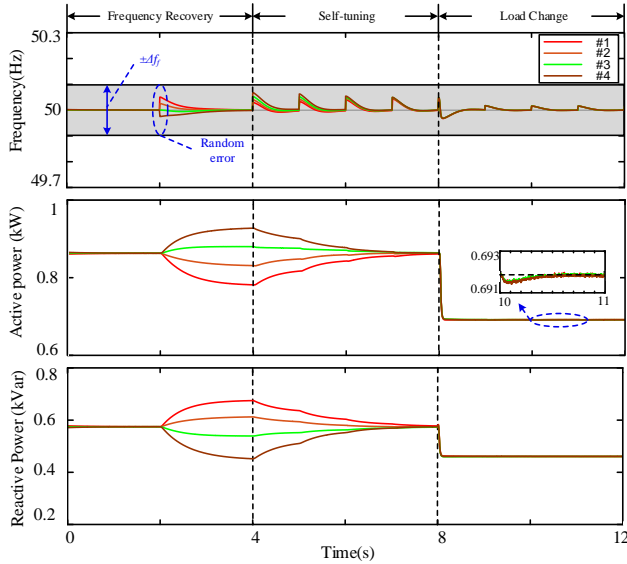 Frequency Recovery
Self-tuning
Load Change
50.3
50
49.7
Frequency(Hz)
±Δf_f
Random
error
#1
#2
#3
#4
1
0.8
0.6
Active power (kW)
0.693
0.691
10
11
0.8
0.6
0.4
0.2
Reactive Power (kVar)
0
4
8
12
Time(s)